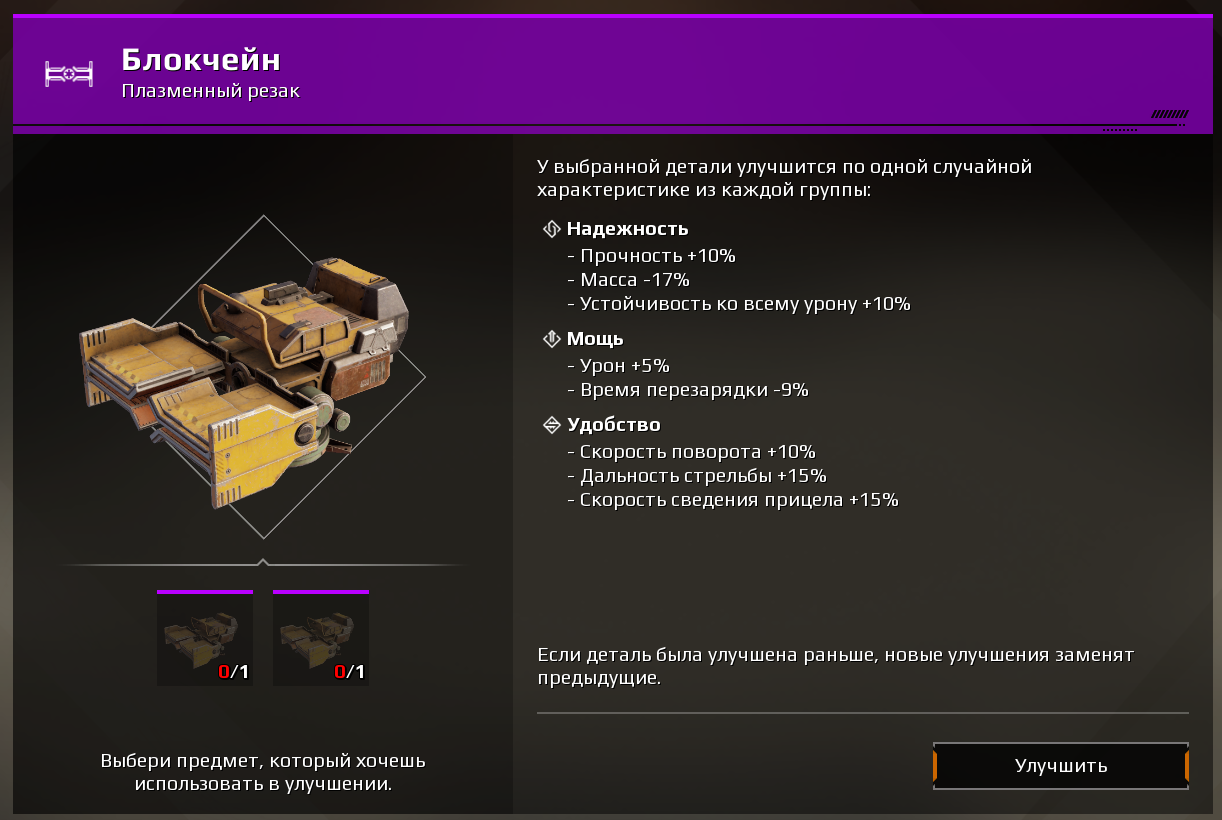 Блокчейн
Плазменный резак
У выбранной детали улучшится по одной случайной
характеристике из каждой группы:
Надежность
- Прочность +10%
- Масса -17%
- Устойчивость ко всему урону +10%
Мощь
- Урон +5%
- Время перезарядки -9%
Удобство
- Скорость поворота +10%
- Дальность стрельбы +15%
- Скорость сведения прицела +15%
0/1
0/1
Выбери предмет, который хочешь
использовать в улучшении.
Если деталь была улучшена раньше, новые улучшения заменят
предыдущие.
Улучшить